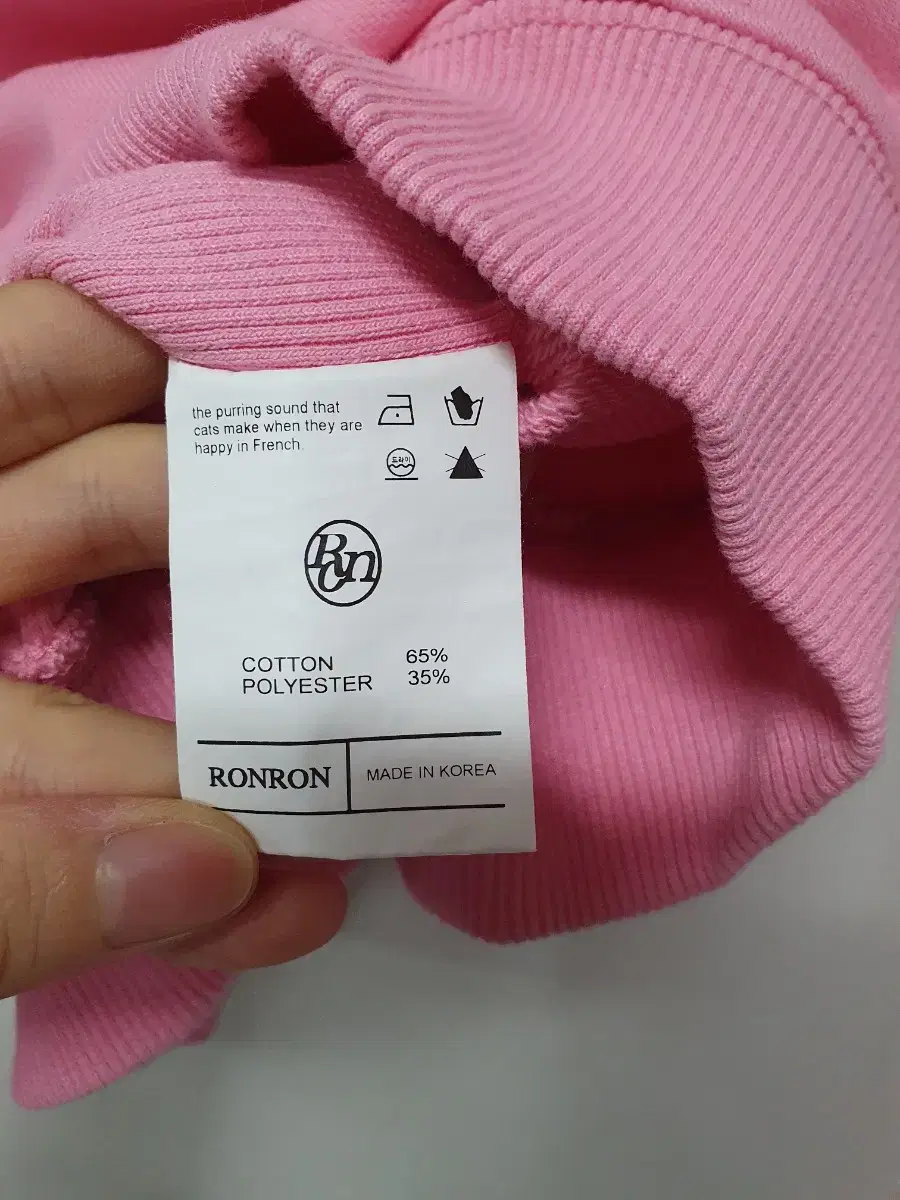 the purring sound that
cats make when they are
happy in French.
드라이
Ron
COTTON 65%
POLYESTER 35%
RONRON MADE IN KOREA